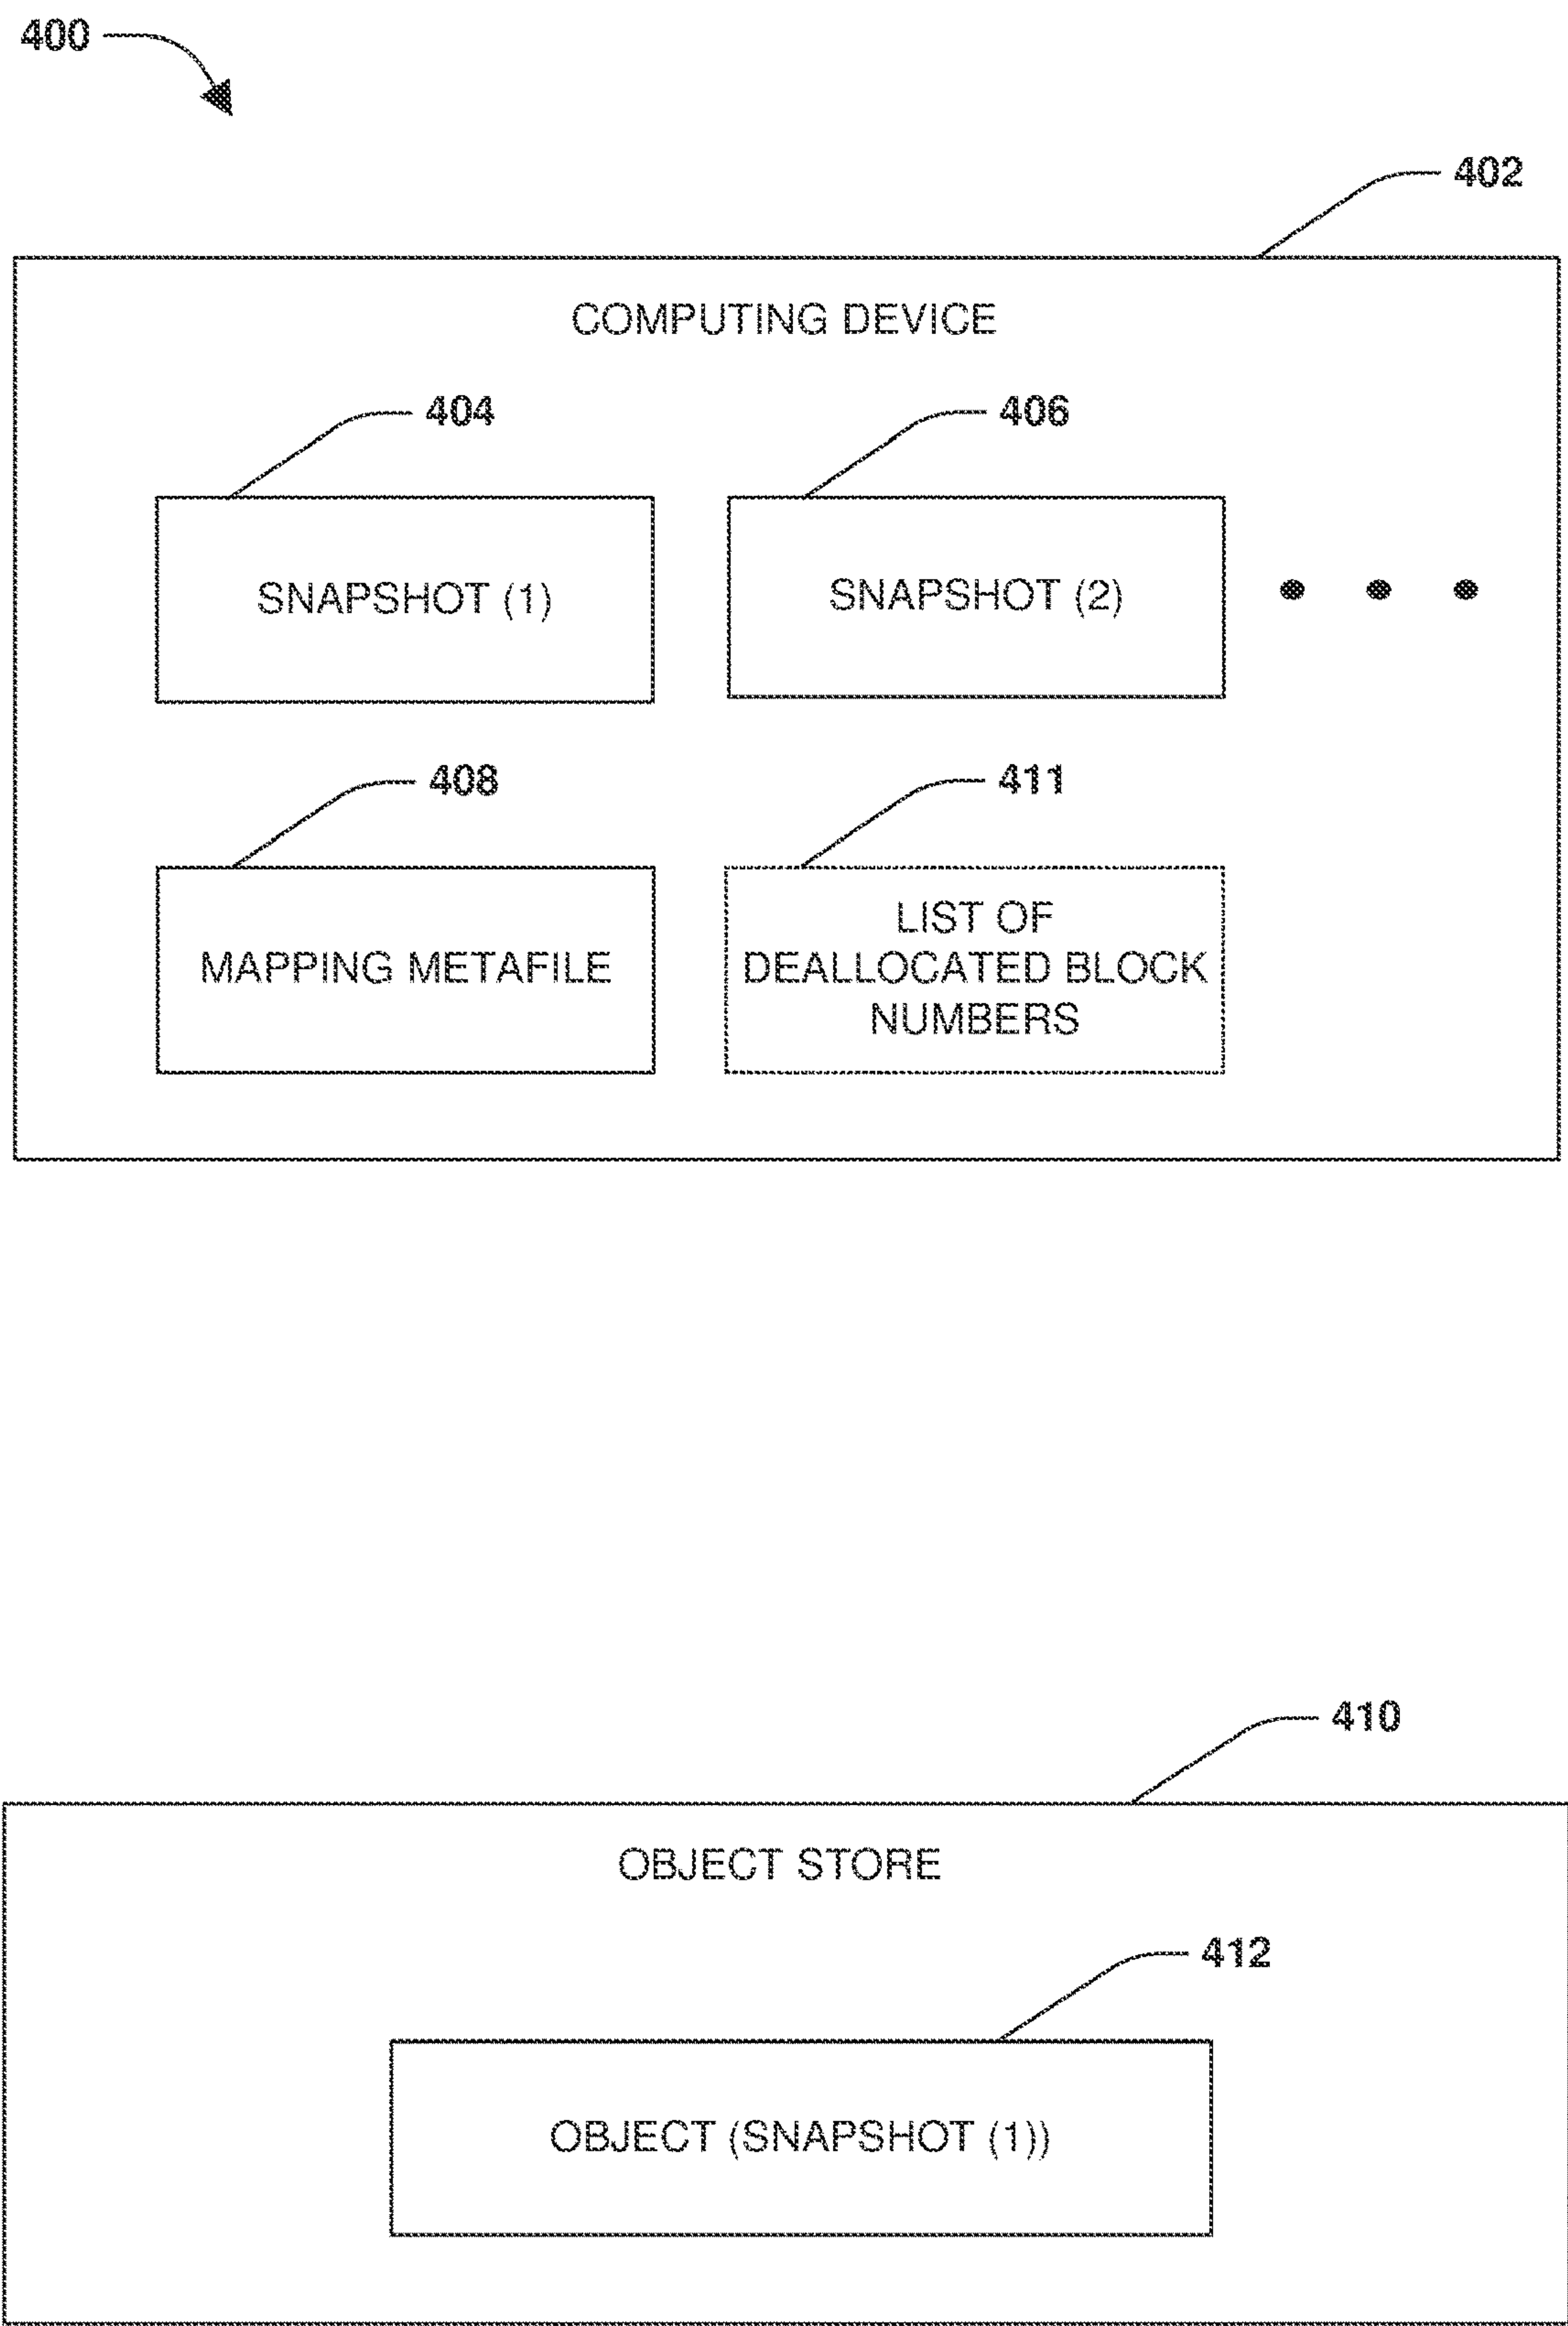 400
402
COMPUTING DEVICE
404
406
SNAPSHOT (1)
SNAPSHOT (2)
408
411
MAPPING METAFILE
LIST OF
DEALLOCATED BLOCK
NUMBERS
410
OBJECT STORE
412
OBJECT (SNAPSHOT (1))